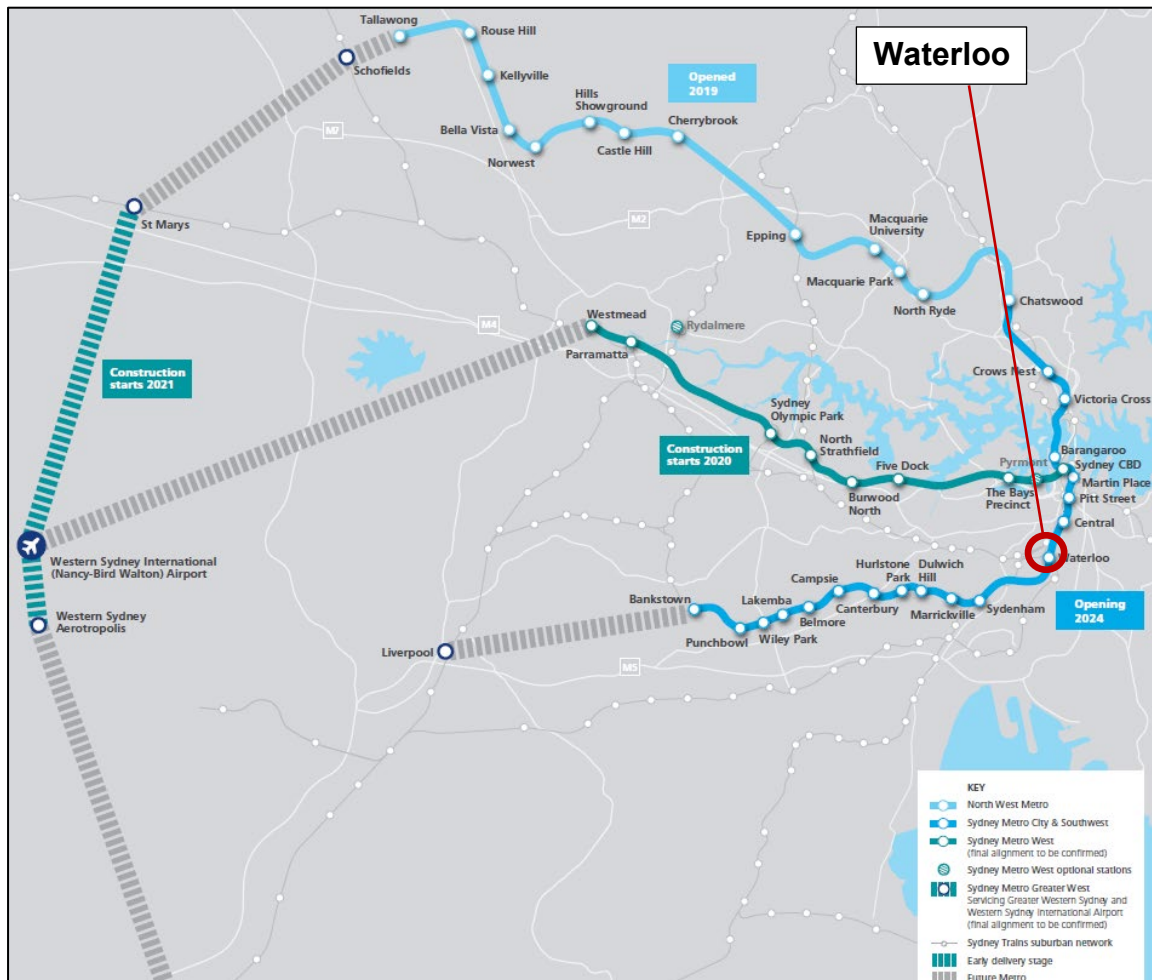 Tallawong
Rouse Hill
Waterloo
Schofields
Kellyville
Opened
2019
Hills
Showground
Cherrybrook
M7
Bella Vista
Castle Hill
Norwest
St Marys
M2
Macquarie
University
Epping
Macquarie Park
North Ryde
Chatswood
Westmead
M4
Rydalmere
Parramatta
Construction
starts 2021
Crows Nest
Victoria Cross
Sydney
Olympic Park
North
Strathfield
Construction
starts 2020
Five Dock
Pyrmont
Barangaroo
Sydney CBD
Martin Place
Burwood
North
The Bays
Precinct
Pitt Street
Central
Western Sydney International
(Nancy-Bird Walton) Airport
Waterloo
Campsie
Hurlstone
Park
Dulwich
Hill
Bankstown
Lakemba
Belmore
Canterbury
Marrickville
Sydenham
Opening
2024
Western Sydney
Aerotropolis
Punchbowl
Wiley Park
Liverpool
M5
KEY
North West Metro
Sydney Metro City & Southwest
Sydney Metro West
(final alignment to be confirmed)
Sydney Metro West optional stations
Sydney Metro Greater West
Servicing Greater Western Sydney and
Western Sydney International Airport
(final alignment to be confirmed)
Sydney Trains suburban network
Early delivery stage
Future Metro